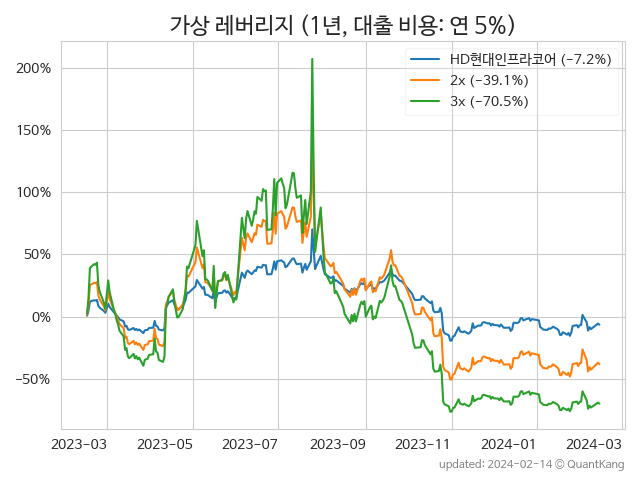 가상 레버리지 (1년, 대출 비용: 연 5%)
HD현대인프라코어 (−7.2%)
2x (−39.1%)
3x (−70.5%)
200%
150%
100%
50%
0%
−50%
2023-03 2023-05 2023-07 2023-09 2023-11 2024-01 2024-03
updated: 2024-02-14 © QuantKang